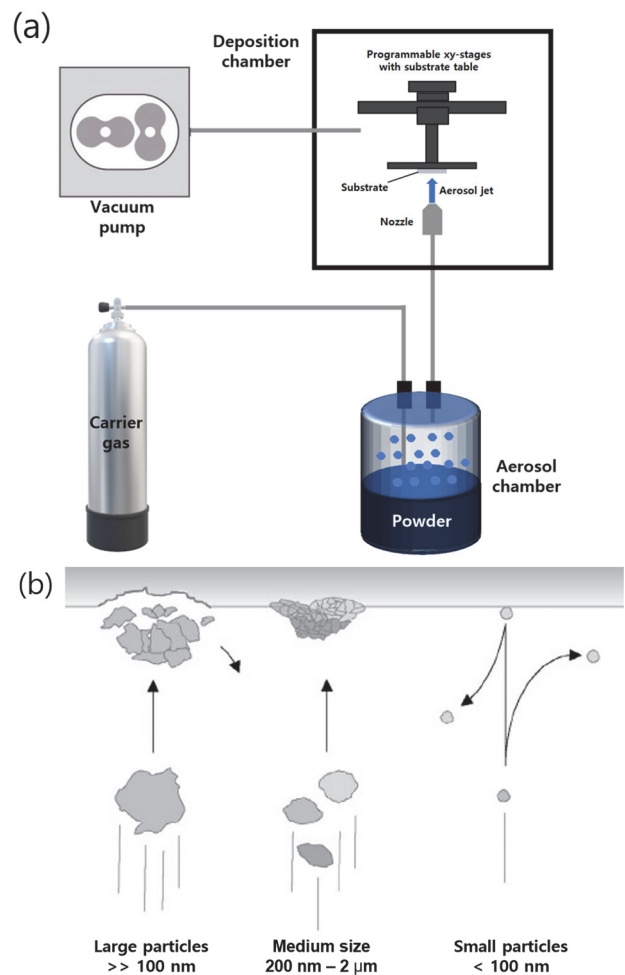 (a)
Deposition
chamber
Programmable xy-stages
with substrate table
Substrate
Aerosol jet
Nozzle
Vacuum
pump
Carrier
gas
Aerosol
chamber
Powder
(b)
Large particles
>> 100 nm
Medium size
200 nm – 2 μm
Small particles
< 100 nm